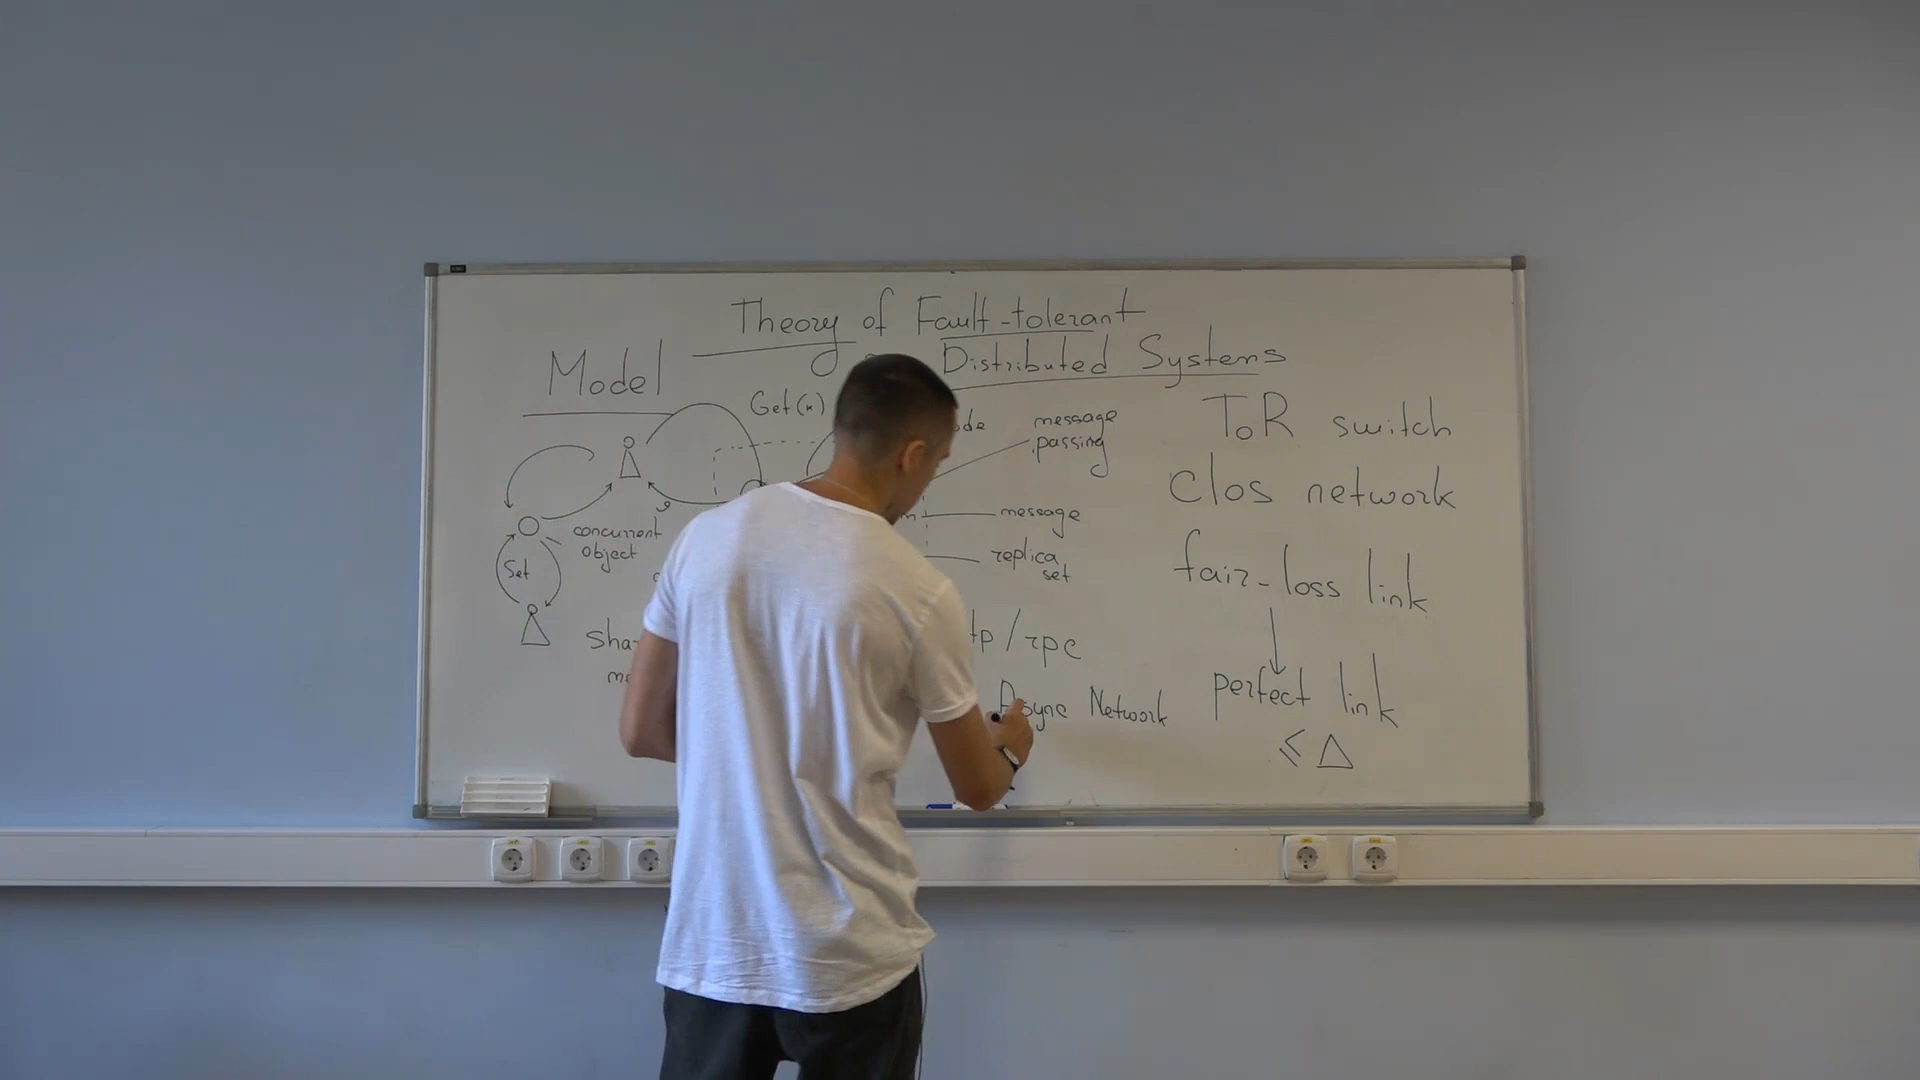 Theory of Fault-tolerant
Distributed Systems
Model
Get(k)
message
passing
message
replica
set
concurrent
object
Set
tp/rpc
Async Network
ToR switch
Clos network
fair-loss link
perfect link
≤ Δ